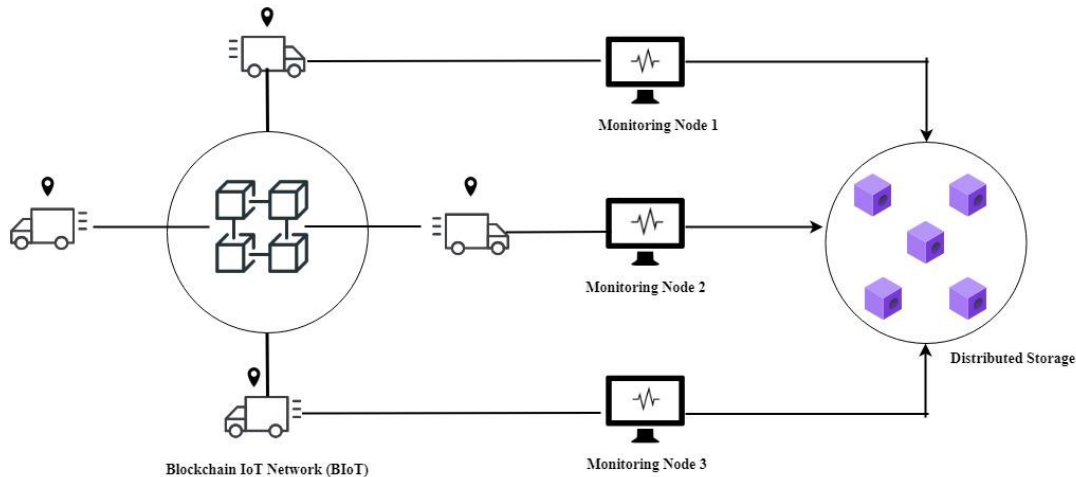 Monitoring Node 1
Monitoring Node 2
Distributed Storage
Monitoring Node 3
Blockchain IoT Network (BIoT)